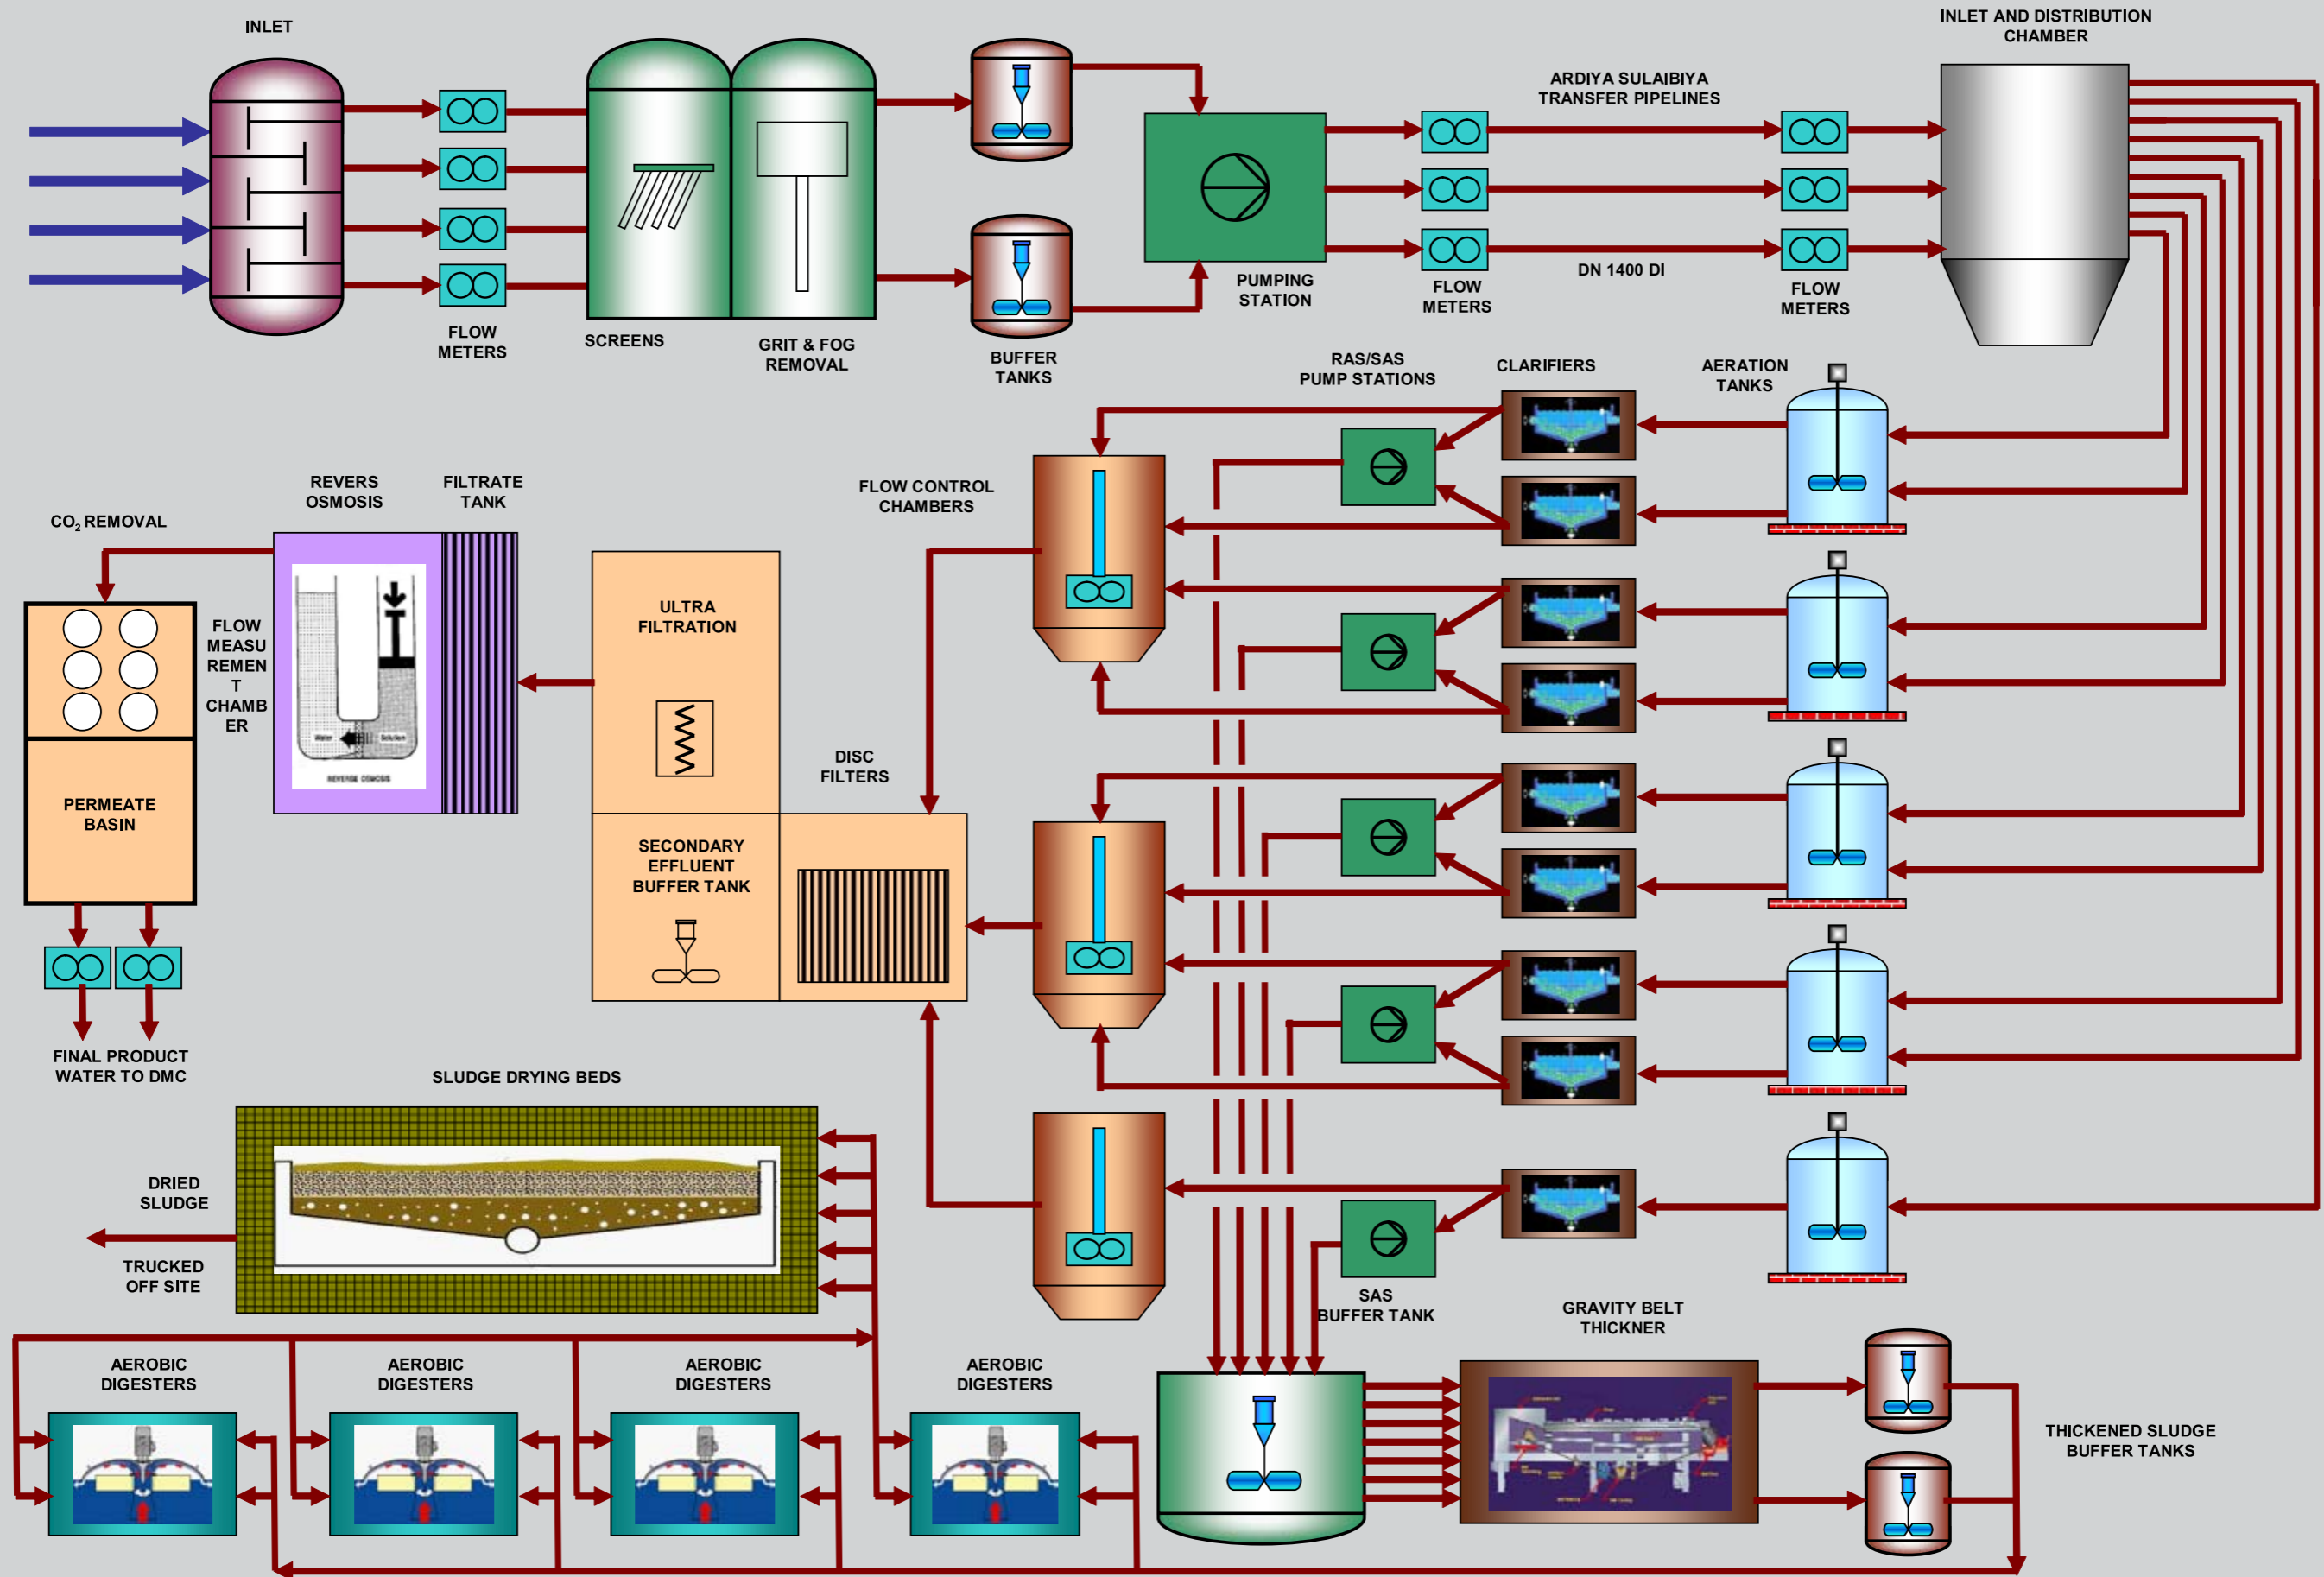 INLET
INLET AND DISTRIBUTION
CHAMBER
ARDIYA SULAIBIYA
TRANSFER PIPELINES
DN 1400 DI
PUMPING
STATION
FLOW
METERS
FLOW
METERS
FLOW
METERS
SCREENS
GRIT & FOG
REMOVAL
BUFFER
TANKS
RAS/SAS
PUMP STATIONS
CLARIFIERS
AERATION
TANKS
REVERS
OSMOSIS
FILTRATE
TANK
FLOW CONTROL
CHAMBERS
CO2 REMOVAL
FLOW
MEASU
REMEN
T
CHAMB
ER
ULTRA
FILTRATION
Water
Solution
REVERSE OSMOSIS
DISC
FILTERS
PERMEATE
BASIN
SECONDARY
EFFLUENT
BUFFER TANK
FINAL PRODUCT
WATER TO DMC
SLUDGE DRYING BEDS
DRIED
SLUDGE
TRUCKED
OFF SITE
SAS
BUFFER TANK
GRAVITY BELT
THICKNER
AEROBIC
DIGESTERS
AEROBIC
DIGESTERS
AEROBIC
DIGESTERS
AEROBIC
DIGESTERS
THICKENED SLUDGE
BUFFER TANKS